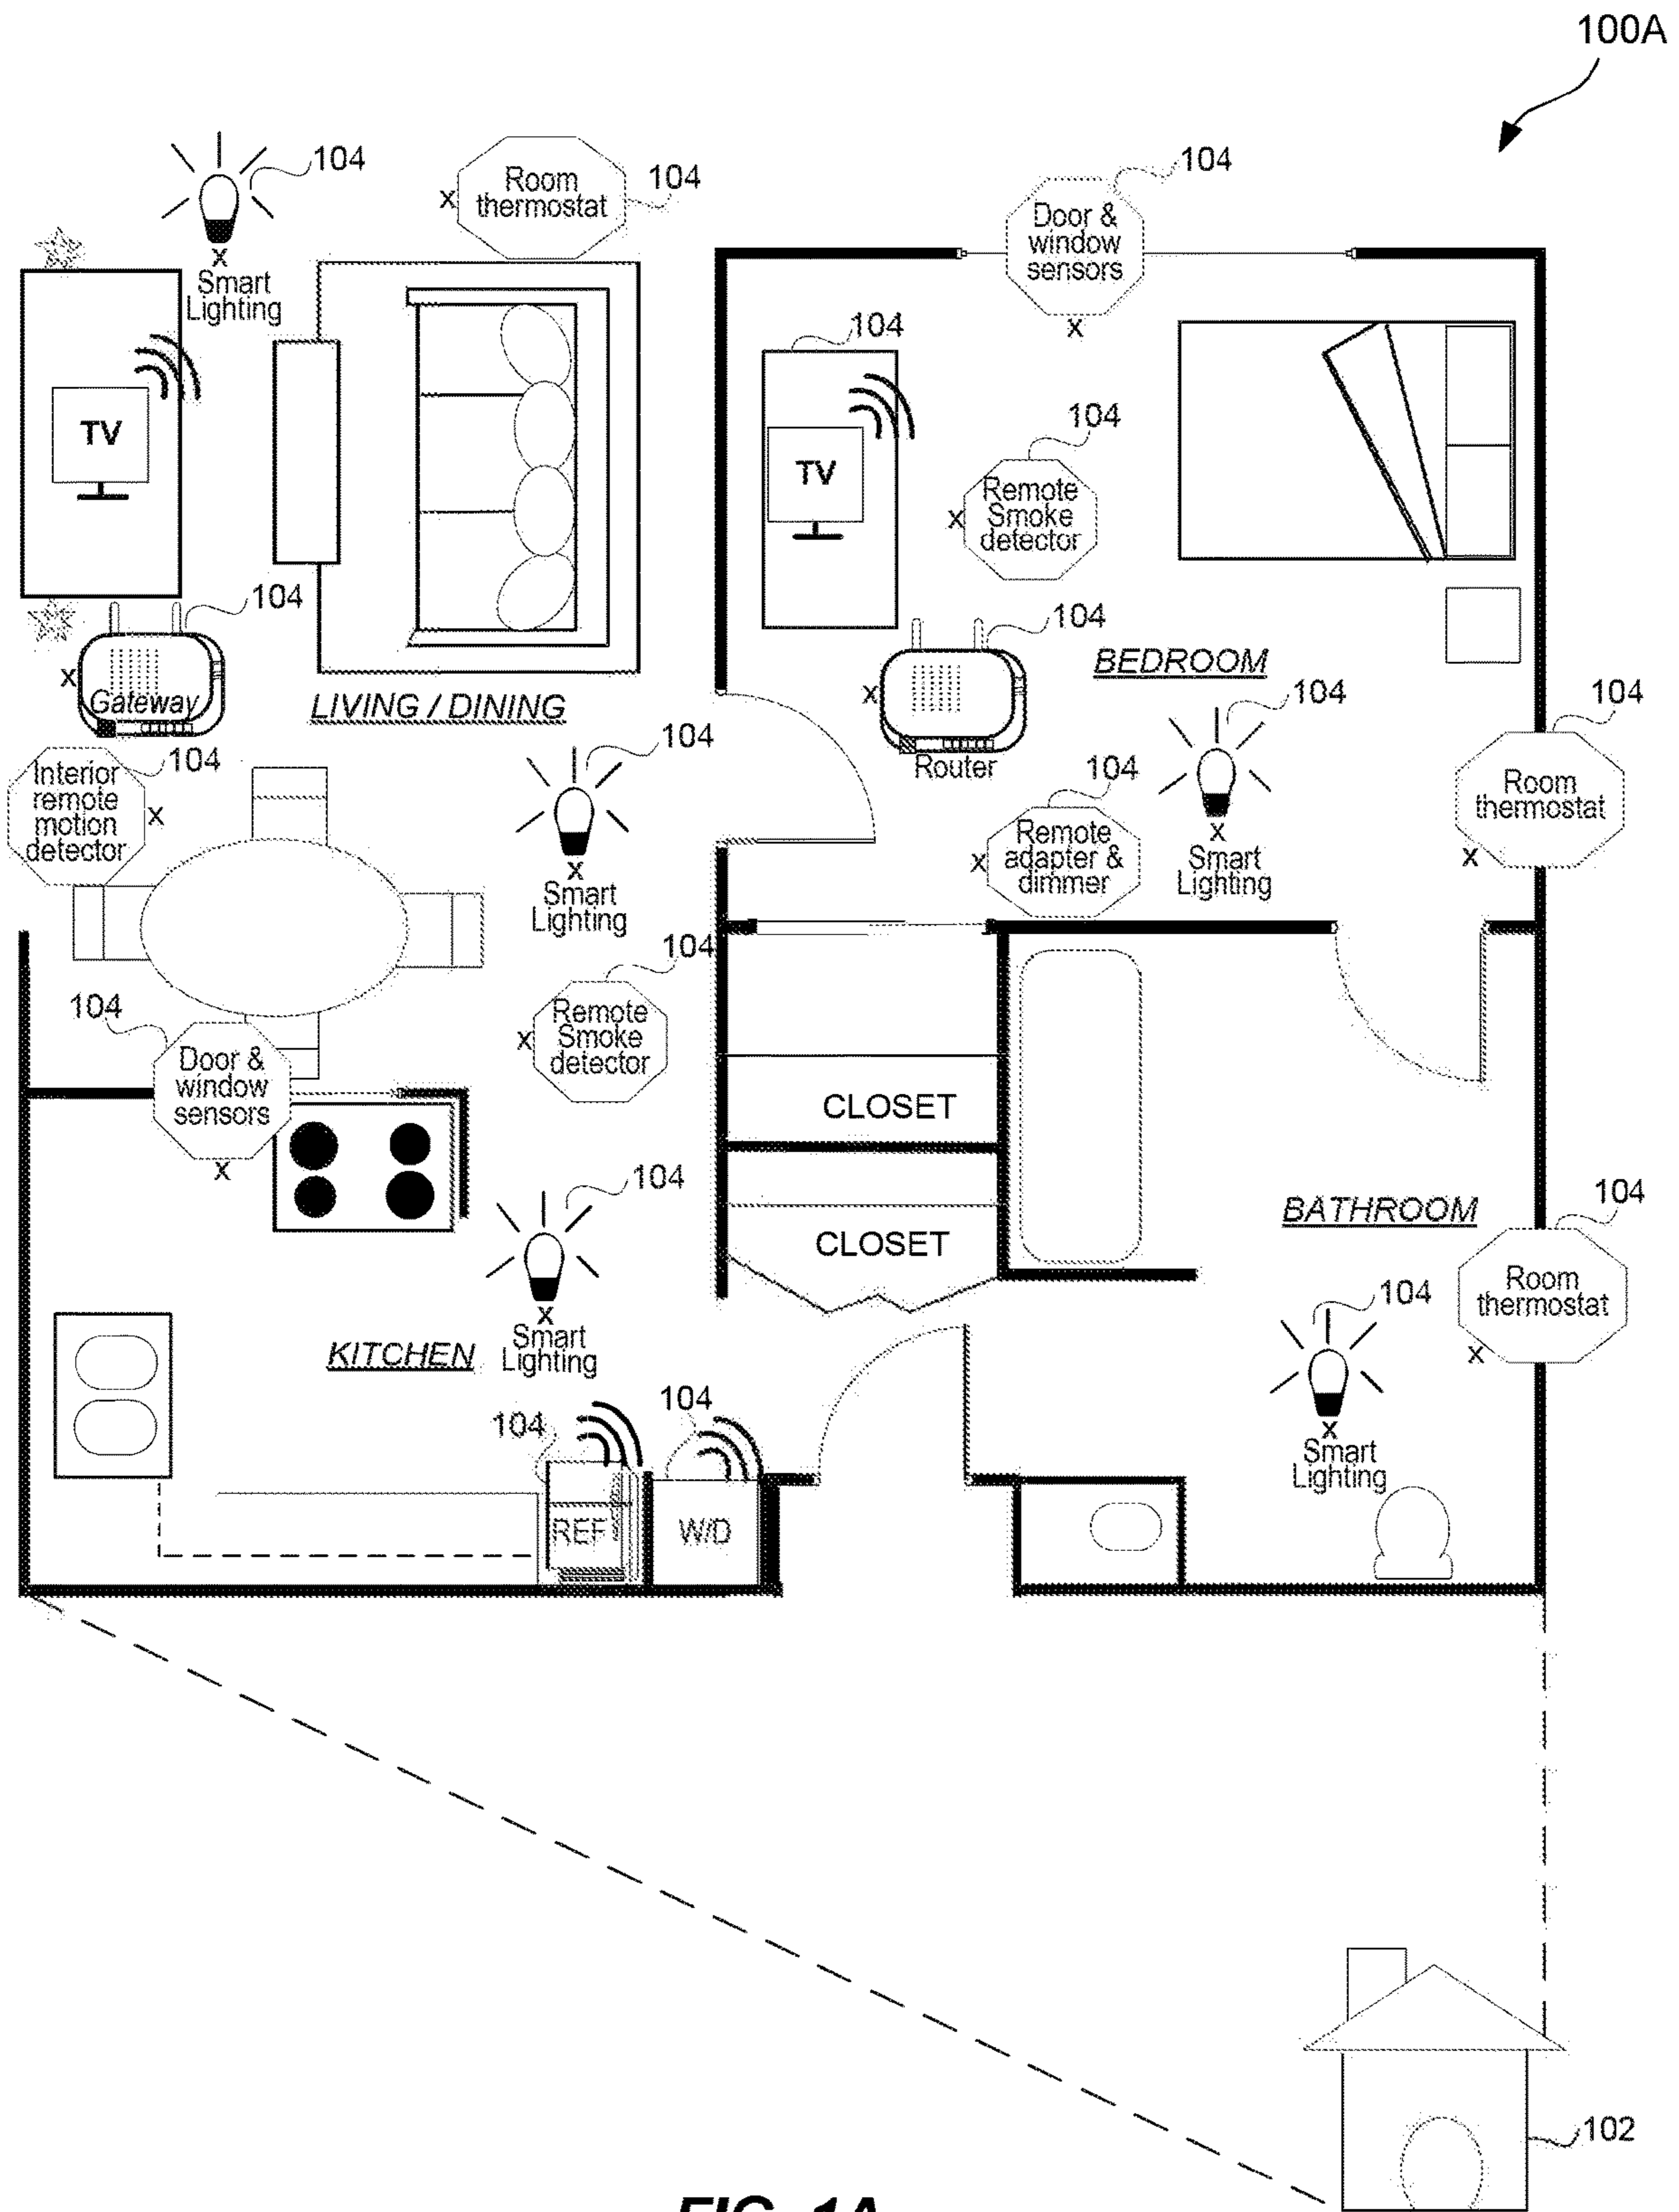 100A
104
104
104
Room
thermostat
Door &
window
sensors
x
x
x
Smart
Lighting
104
TV
104
TV
Remote
Smoke
detector
x
104
104
x
Gateway
LIVING / DINING
x
Router
BEDROOM
104
104
104
Interior
remote
motion
detector
x
104
x
Smart
Lighting
104
Remote
adapter &
dimmer
x
x
Smart
Lighting
Room
thermostat
x
104
104
Door &
window
sensors
x
Remote
Smoke
detector
x
CLOSET
104
CLOSET
BATHROOM
104
x
Smart
Lighting
KITCHEN
104
Room
thermostat
x
x
Smart
Lighting
104
104
REF
W/D
102
FIG. 1A